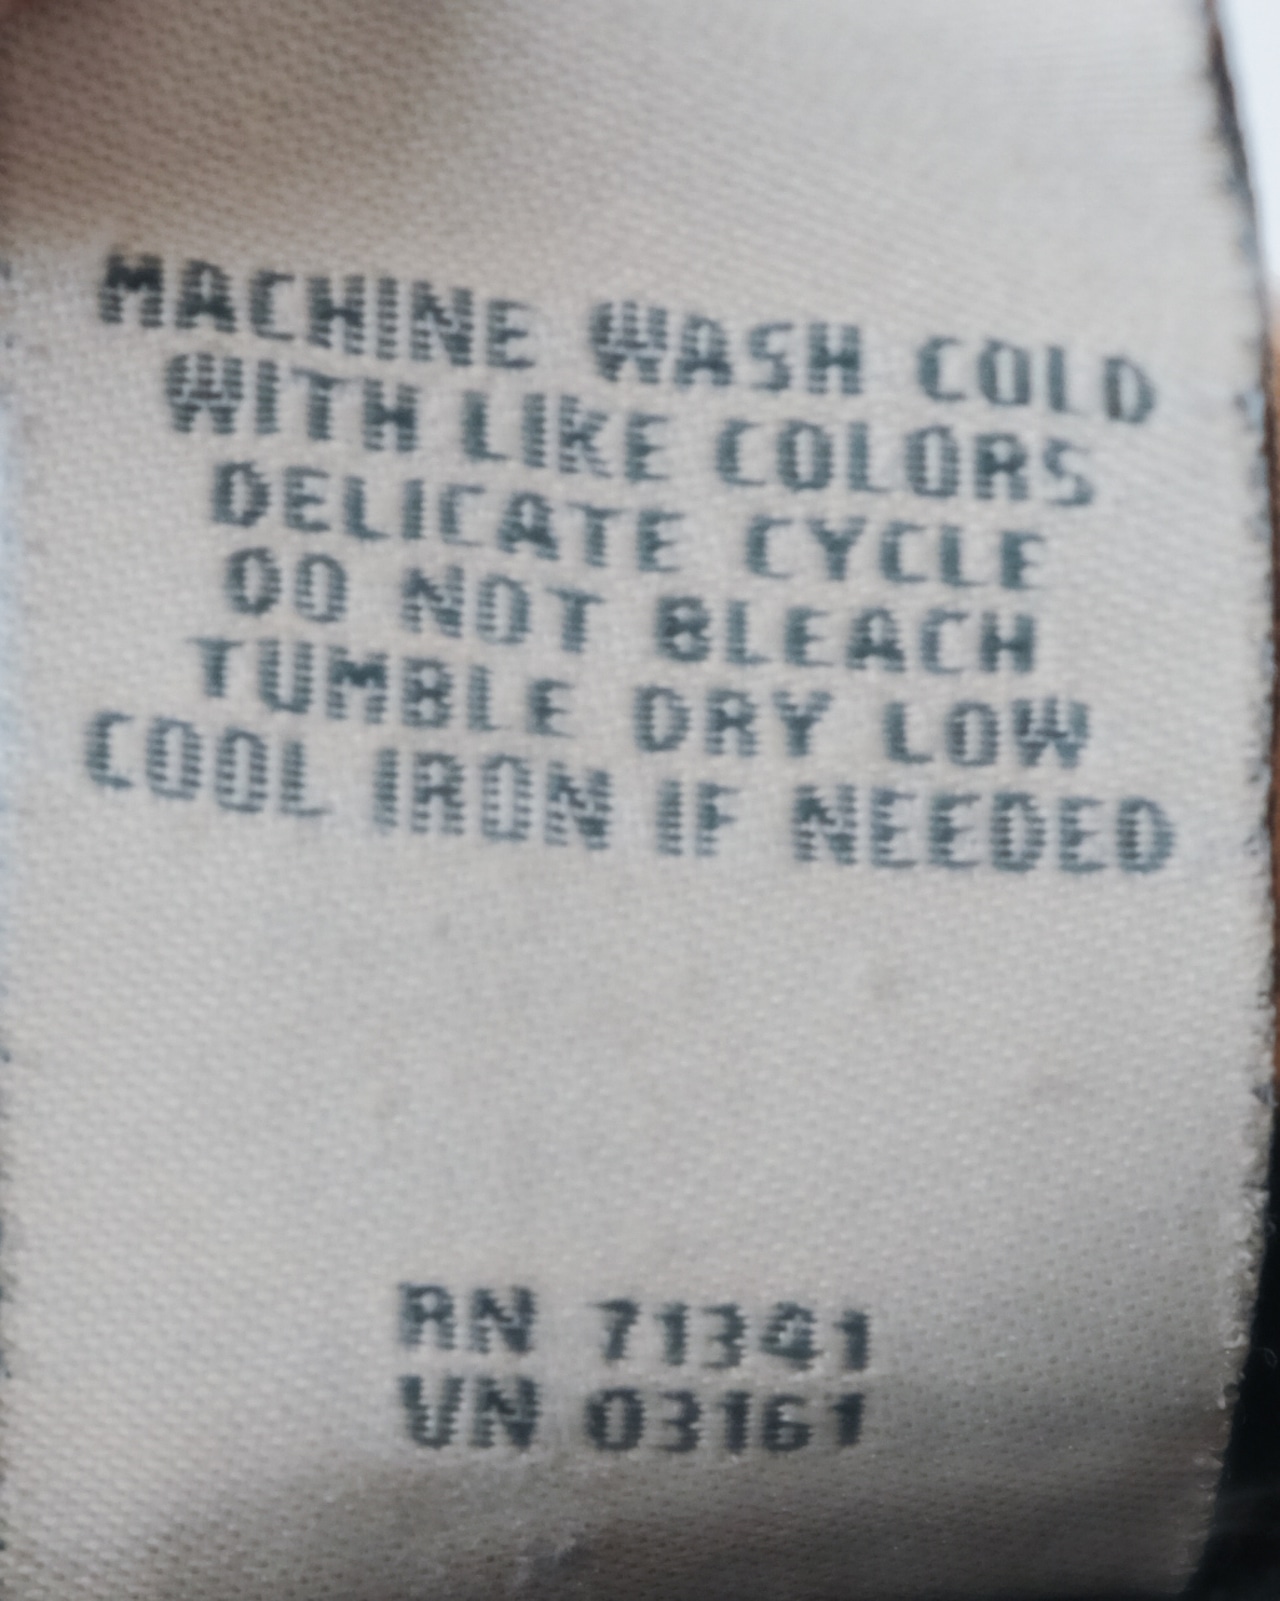 MACHINE WASH COLD
WITH LIKE COLORS
DELICATE CYCLE
DO NOT BLEACH
TUMBLE DRY LOW
COOL IRON IF NEEDED
RN 71341
VN 03161